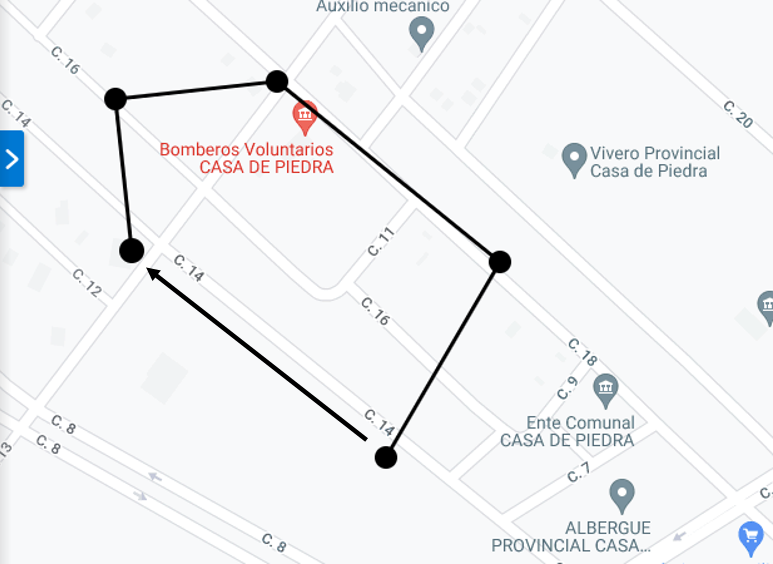 Auxilio mecanico
C. 16
C. 14
C. 20
Bomberos Voluntarios
CASA DE PIEDRA
Vivero Provincial
Casa de Piedra
C. 11
C. 14
C. 12
C. 16
C. 18
C. 9
C. 14
Ente Comunal
CASA DE PIEDRA
C. 8
C. 8
13
C. 7
C.
ALBERGUE
PROVINCIAL CASA...
C. 8